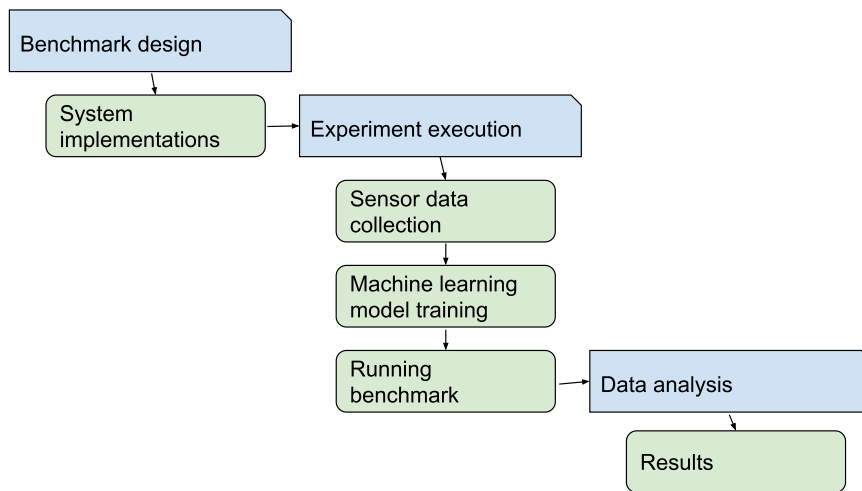 Benchmark design
System
implementations
Experiment execution
Sensor data
collection
Machine learning
model training
Running
benchmark
Data analysis
Results